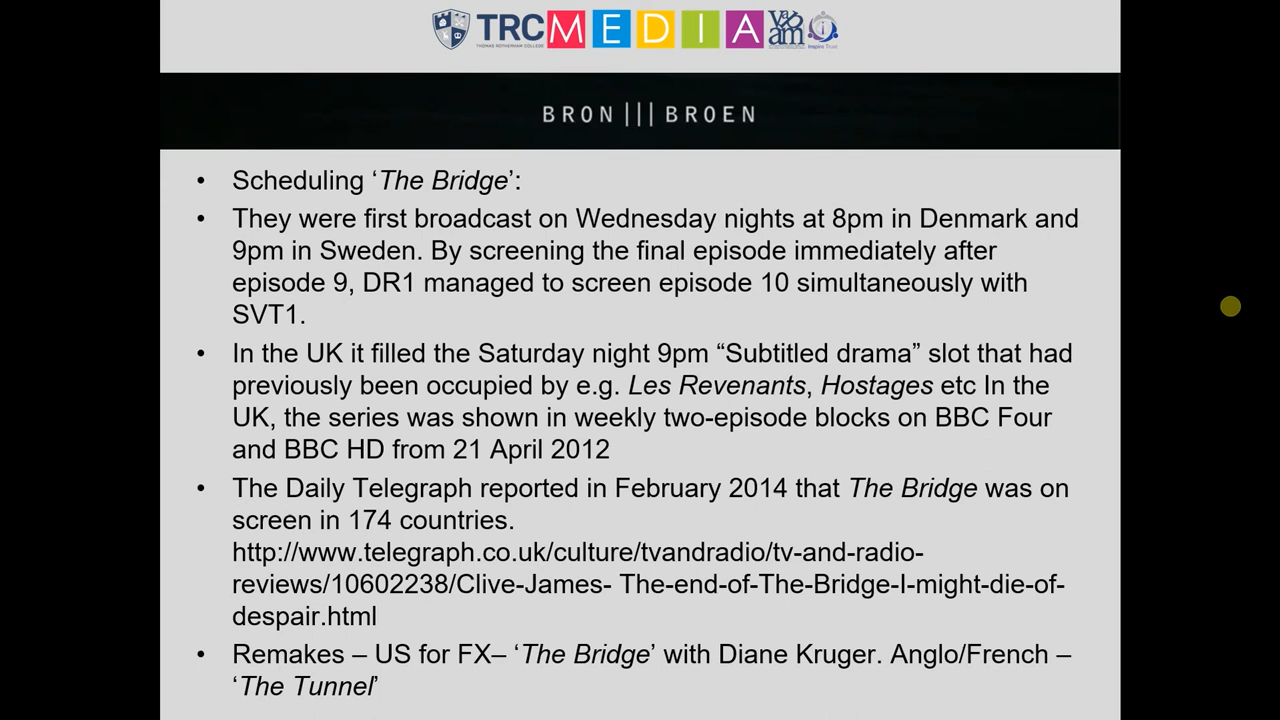 TRC MEDIA
THOMAS ROTHERHAM COLLEGE
Inspire Trust
BRON ||| BROEN
• Scheduling ‘The Bridge’:
• They were first broadcast on Wednesday nights at 8pm in Denmark and
9pm in Sweden. By screening the final episode immediately after
episode 9, DR1 managed to screen episode 10 simultaneously with
SVT1.
• In the UK it filled the Saturday night 9pm “Subtitled drama” slot that had
previously been occupied by e.g. Les Revenants, Hostages etc In the
UK, the series was shown in weekly two-episode blocks on BBC Four
and BBC HD from 21 April 2012
• The Daily Telegraph reported in February 2014 that The Bridge was on
screen in 174 countries.
http://www.telegraph.co.uk/culture/tvandradio/tv-and-radio-
reviews/10602238/Clive-James- The-end-of-The-Bridge-I-might-die-of-
despair.html
• Remakes – US for FX– ‘The Bridge’ with Diane Kruger. Anglo/French –
‘The Tunnel’